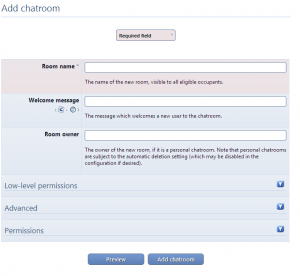 Add chatroom
Required field *
Room name *
The name of the new room, visible to all eligible occupants.
Welcome message
The message which welcomes a new user to the chatroom.
Room owner
The owner of the new room, if it is a personal chatroom. Note that personal chatrooms
are subject to the automatic deletion setting (which may be disabled in the
configuration if desired).
Low-level permissions
Advanced
Permissions
Preview
Add chatroom